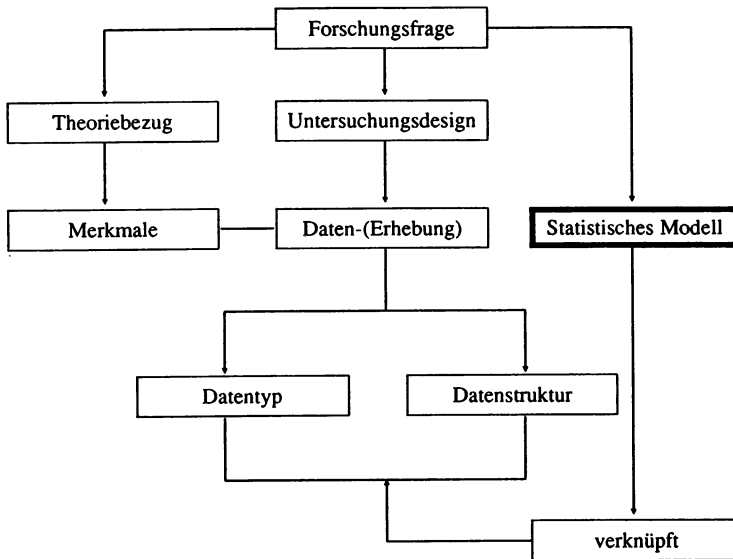 Forschungsfrage
Theoriebezug
Untersuchungsdesign
Merkmale
Daten-(Erhebung)
Statistisches Modell
Datentyp
Datenstruktur
verknüpft